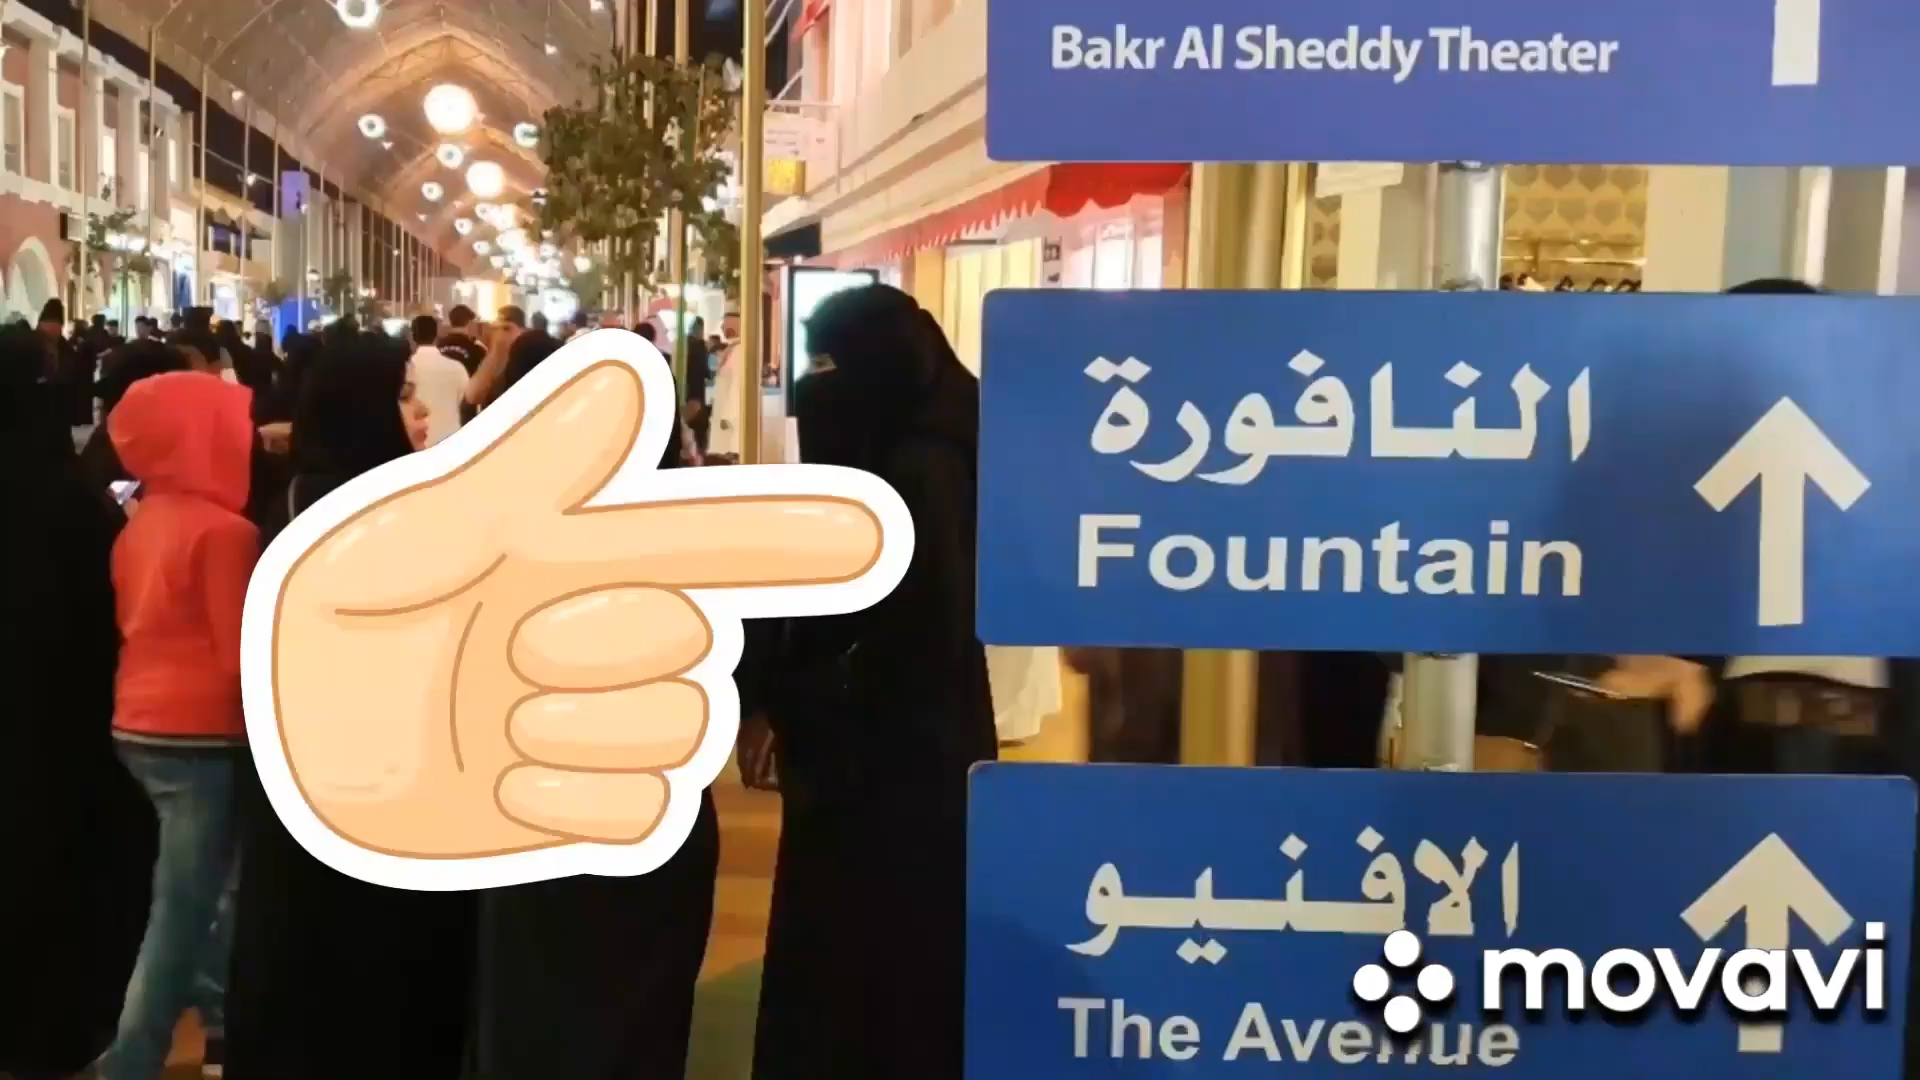 Bakr Al Sheddy Theater
النافورة
Fountain
الافنيو
The Avenue
movavi